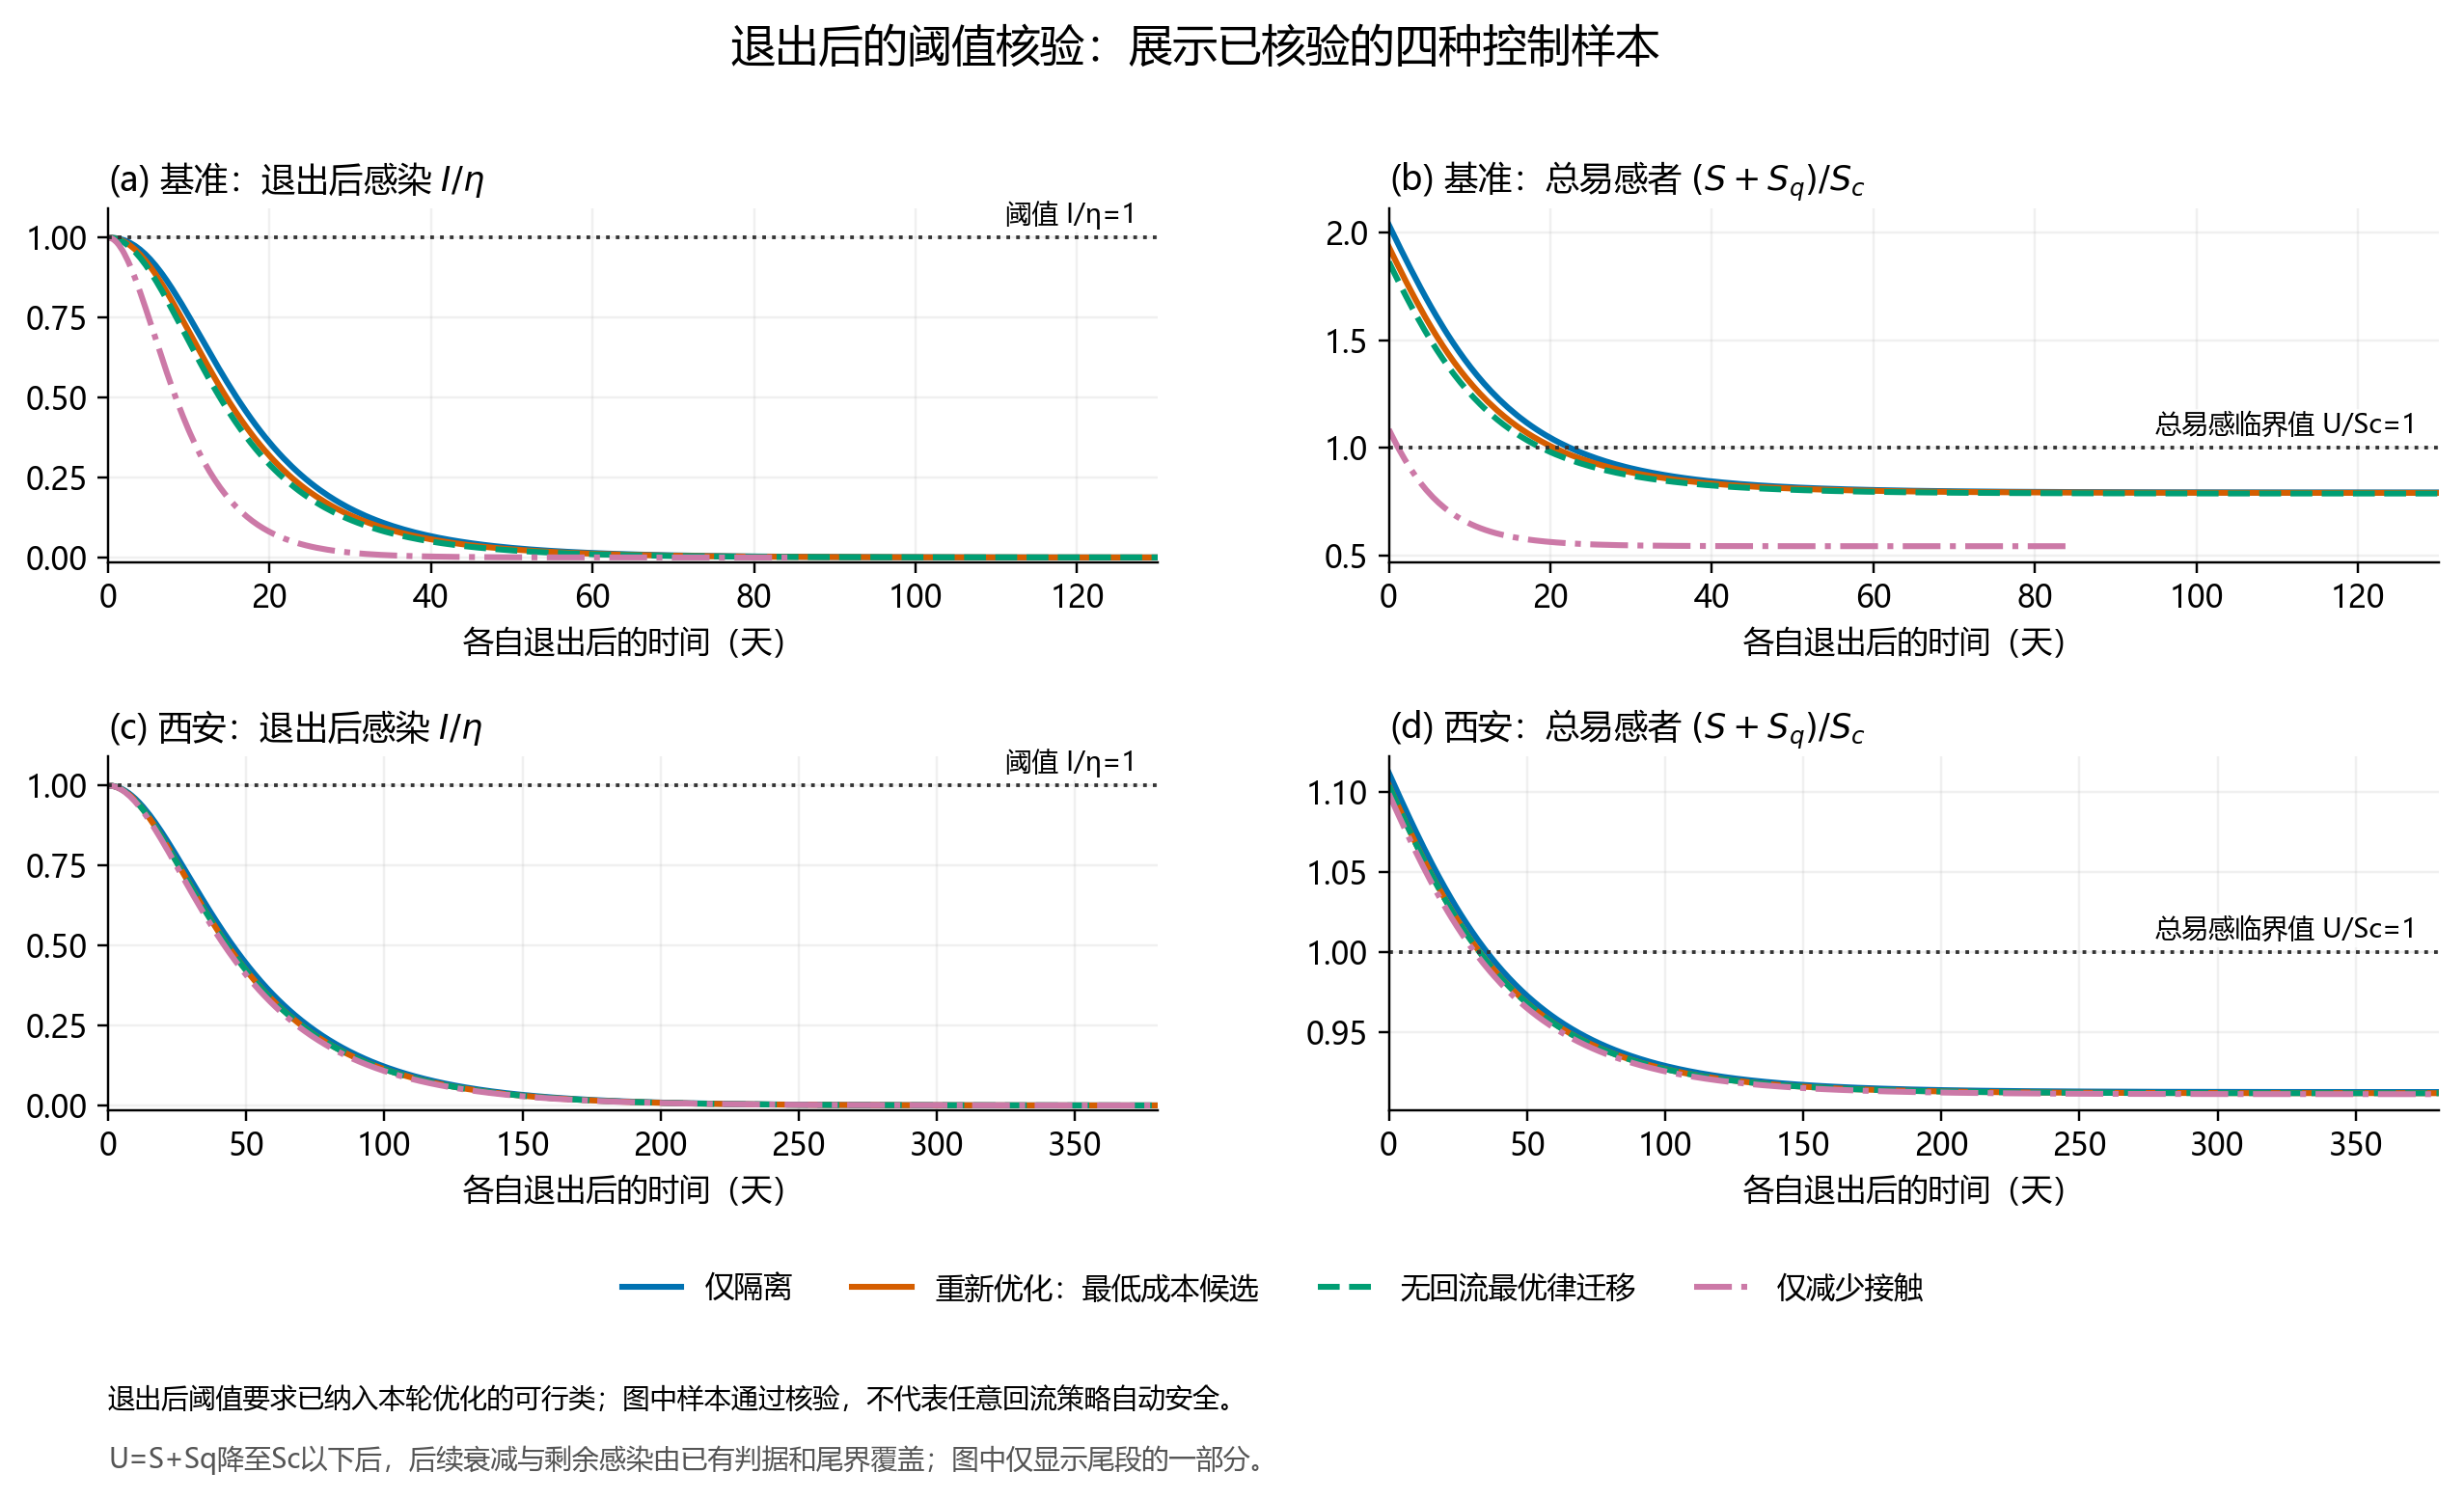 退出后的阈值核验：展示已核验的四种控制样本
(a) 基准：退出后感染 I/η
阈值 I/η=1
1.00
0.75
0.50
0.25
0.00
0 20 40 60 80 100 120
各自退出后的时间（天）
(b) 基准：总易感者 (S + Sq)/Sc
总易感临界值 U/Sc=1
2.0
1.5
1.0
0.5
0 20 40 60 80 100 120
各自退出后的时间（天）
(c) 西安：退出后感染 I/η
阈值 I/η=1
1.00
0.75
0.50
0.25
0.00
0 50 100 150 200 250 300 350
各自退出后的时间（天）
(d) 西安：总易感者 (S + Sq)/Sc
总易感临界值 U/Sc=1
1.10
1.05
1.00
0.95
0 50 100 150 200 250 300 350
各自退出后的时间（天）
仅隔离 重新优化：最低成本候选 无回流最优律迁移 仅减少接触
退出后阈值要求已纳入本轮优化的可行类；图中样本通过核验，不代表任意回流策略自动安全。
U=S+Sq降至Sc以下后，后续衰减与剩余感染由已有判据和尾界覆盖；图中仅显示尾段的一部分。